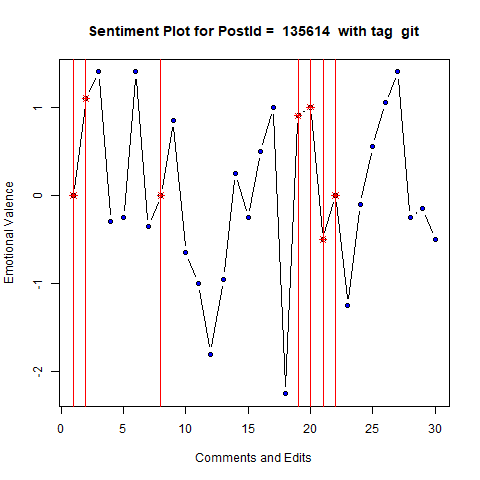 Sentiment Plot for PostId = 135614 with tag git
Emotional Valence
1
0
-1
-2
0 5 10 15 20 25 30
Comments and Edits